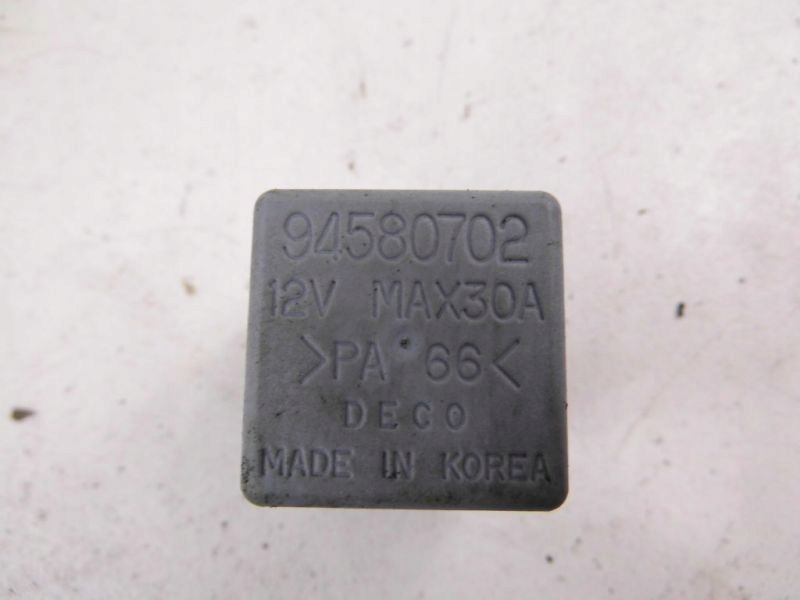 94580702
12V MAX30A
>PA 66<
DECO
MADE IN KOREA